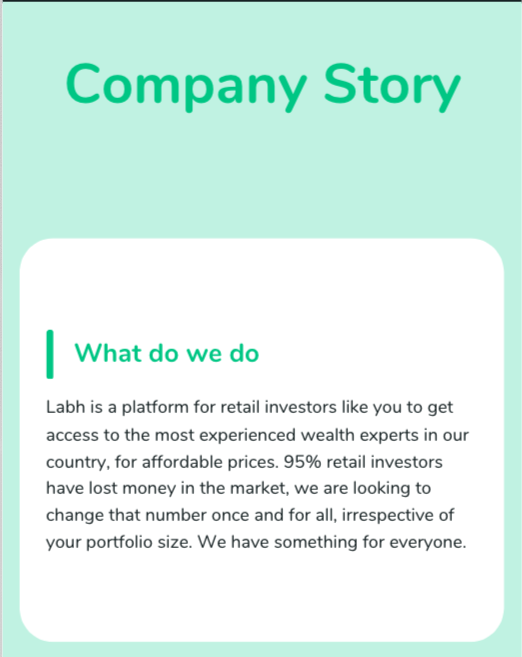 Company Story
What do we do
Labh is a platform for retail investors like you to get
access to the most experienced wealth experts in our
country, for affordable prices. 95% retail investors
have lost money in the market, we are looking to
change that number once and for all, irrespective of
your portfolio size. We have something for everyone.